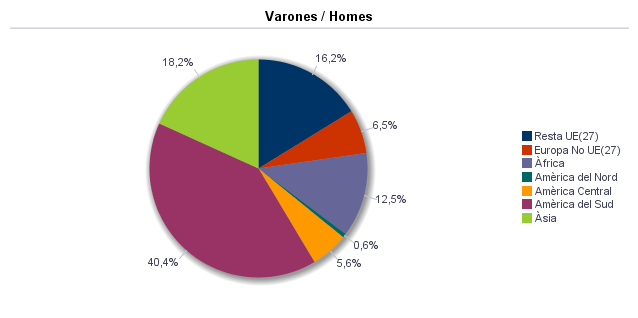 Varones / Homes
18,2%
16,2%
6,5%
12,5%
0,6%
5,6%
40,4%
Resta UE(27)
Europa No UE(27)
Àfrica
Amèrica del Nord
Amèrica Central
Amèrica del Sud
Àsia